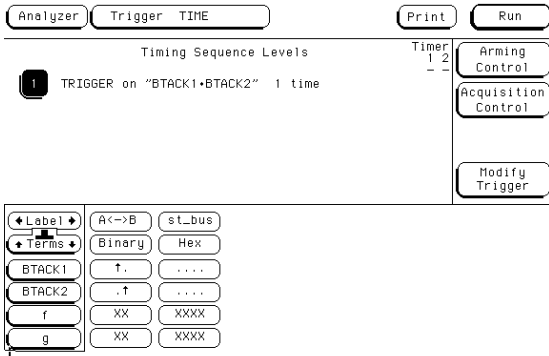 Analyzer Trigger TIME Print Run
Timing Sequence Levels
Timer
1 2
- -
Arming
Control
1 TRIGGER on "BTACK1•BTACK2" 1 time
Acquisition
Control
Modify
Trigger
←Label→ A<->B st_bus
↑Terms↓ Binary Hex
BTACK1 ↑. ....
BTACK2 .↑ ....
f XX XXXX
g XX XXXX